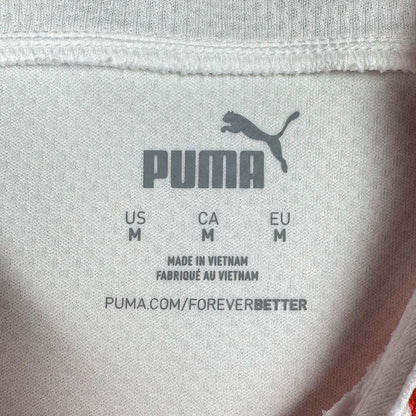 PUMA
US CA EU
M M M
MADE IN VIETNAM
FABRIQUÉ AU VIETNAM
PUMA.COM/FOREVERBETTER